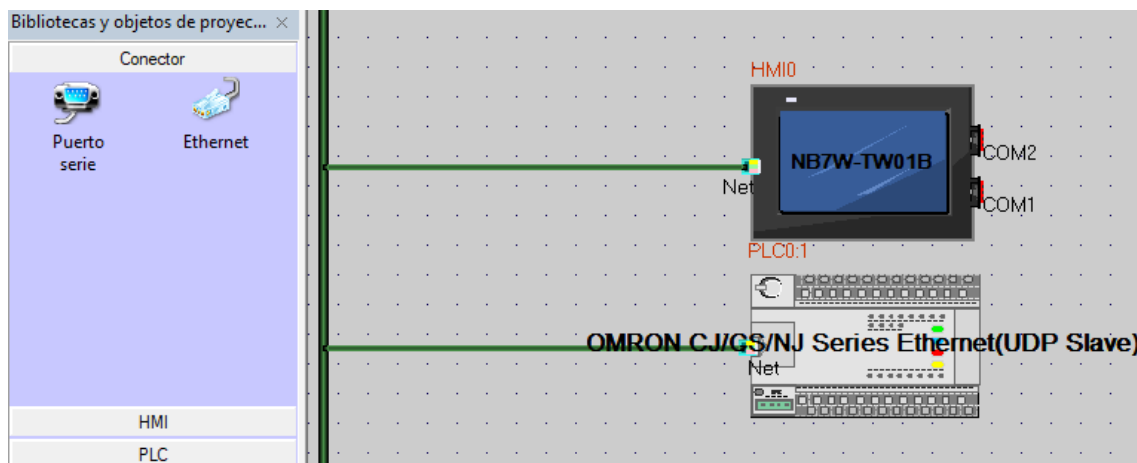 Bibliotecas y objetos de proyec...
Conector
Puerto
serie
Ethernet
HMI
PLC
HMI0
NB7W-TW01B
COM2
COM1
Net
PLC0:1
OMRON CJ/GS/NJ Series Ethernet(UDP Slave)
Net